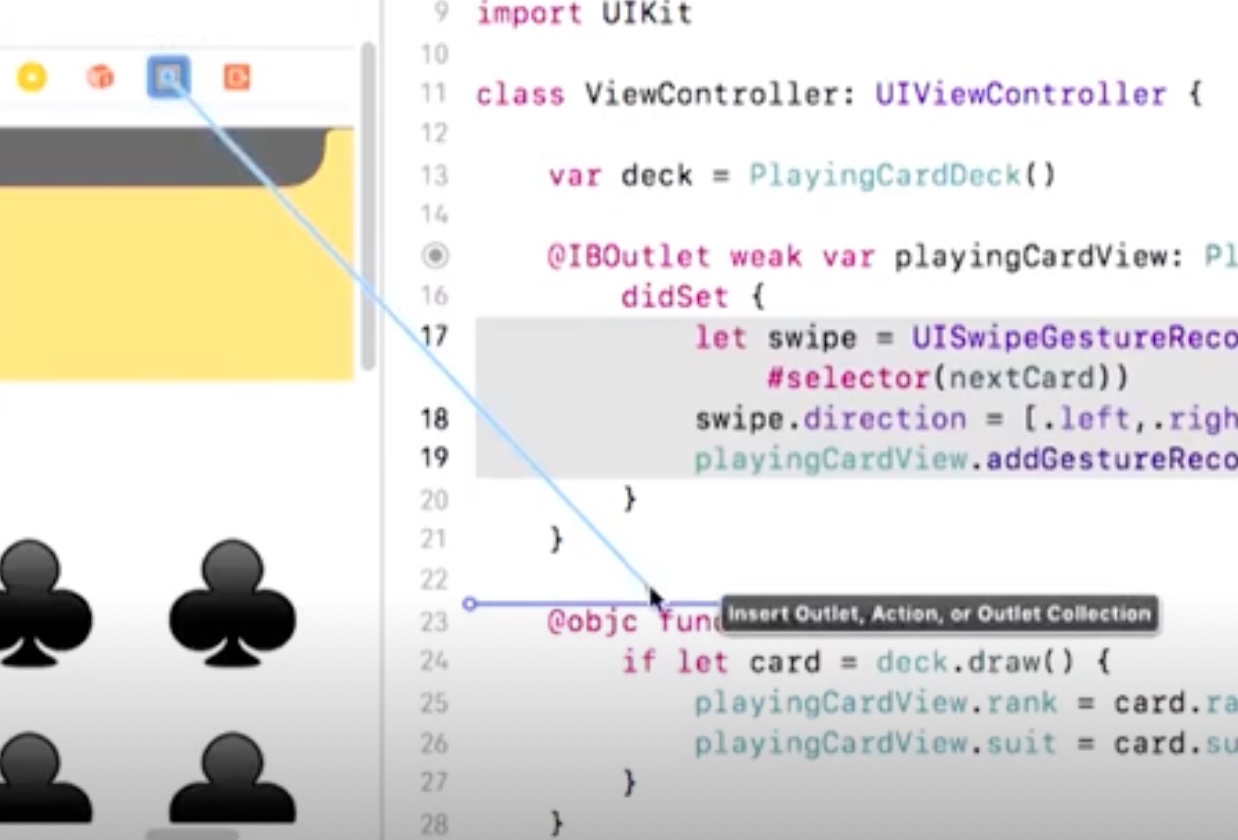 9 import UIKit
10
11 class ViewController: UIViewController {
12
13 var deck = PlayingCardDeck()
14
@IBOutlet weak var playingCardView: Pl
16 didSet {
17 let swipe = UISwipeGestureReco
#selector(nextCard))
18 swipe.direction = [.left,.righ
19 playingCardView.addGestureReco
20 }
21 }
22
23 @objc func
Insert Outlet, Action, or Outlet Collection
24 if let card = deck.draw() {
25 playingCardView.rank = card.ra
26 playingCardView.suit = card.su
27 }
28 }